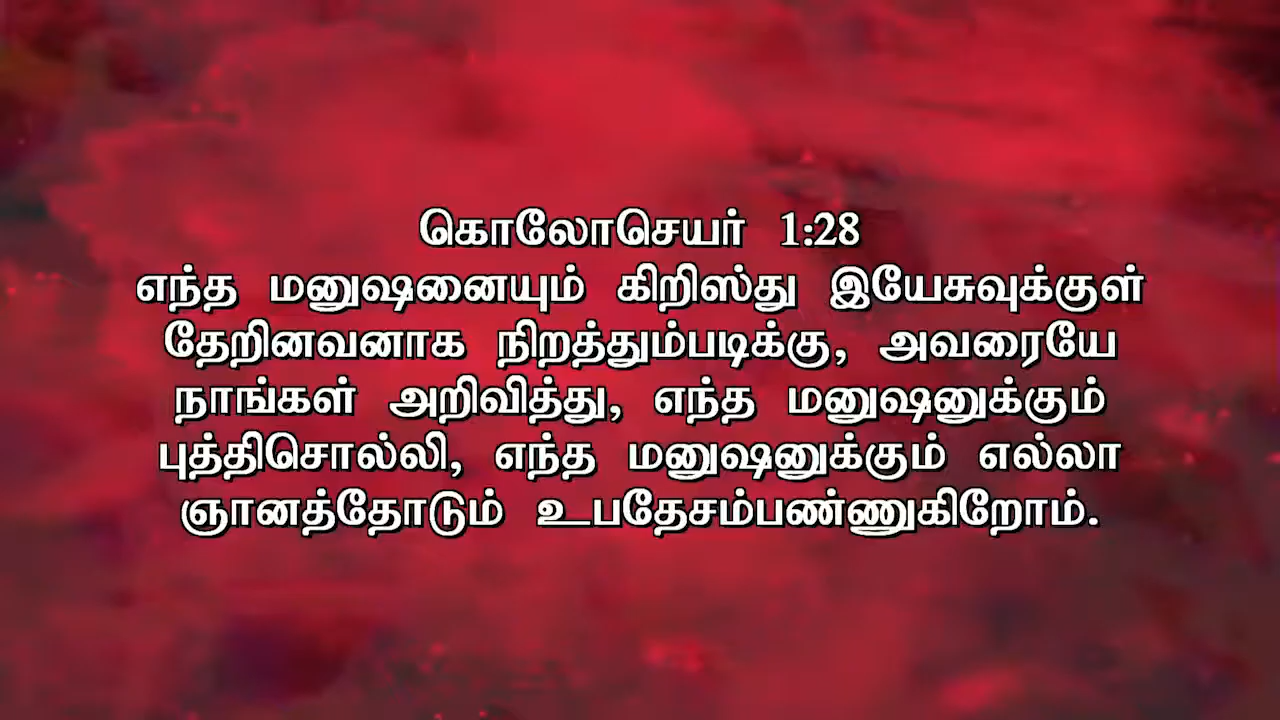 கொலோசெயர் 1:28
எந்த மனுஷனையும் கிறிஸ்து இயேசுவுக்குள்
தேறினவனாக நிறத்தும்படிக்கு, அவரையே
நாங்கள் அறிவித்து, எந்த மனுஷனுக்கும்
புத்திசொல்லி, எந்த மனுஷனுக்கும் எல்லா
ஞானத்தோடும் உபதேசம்பண்ணுகிறோம்.